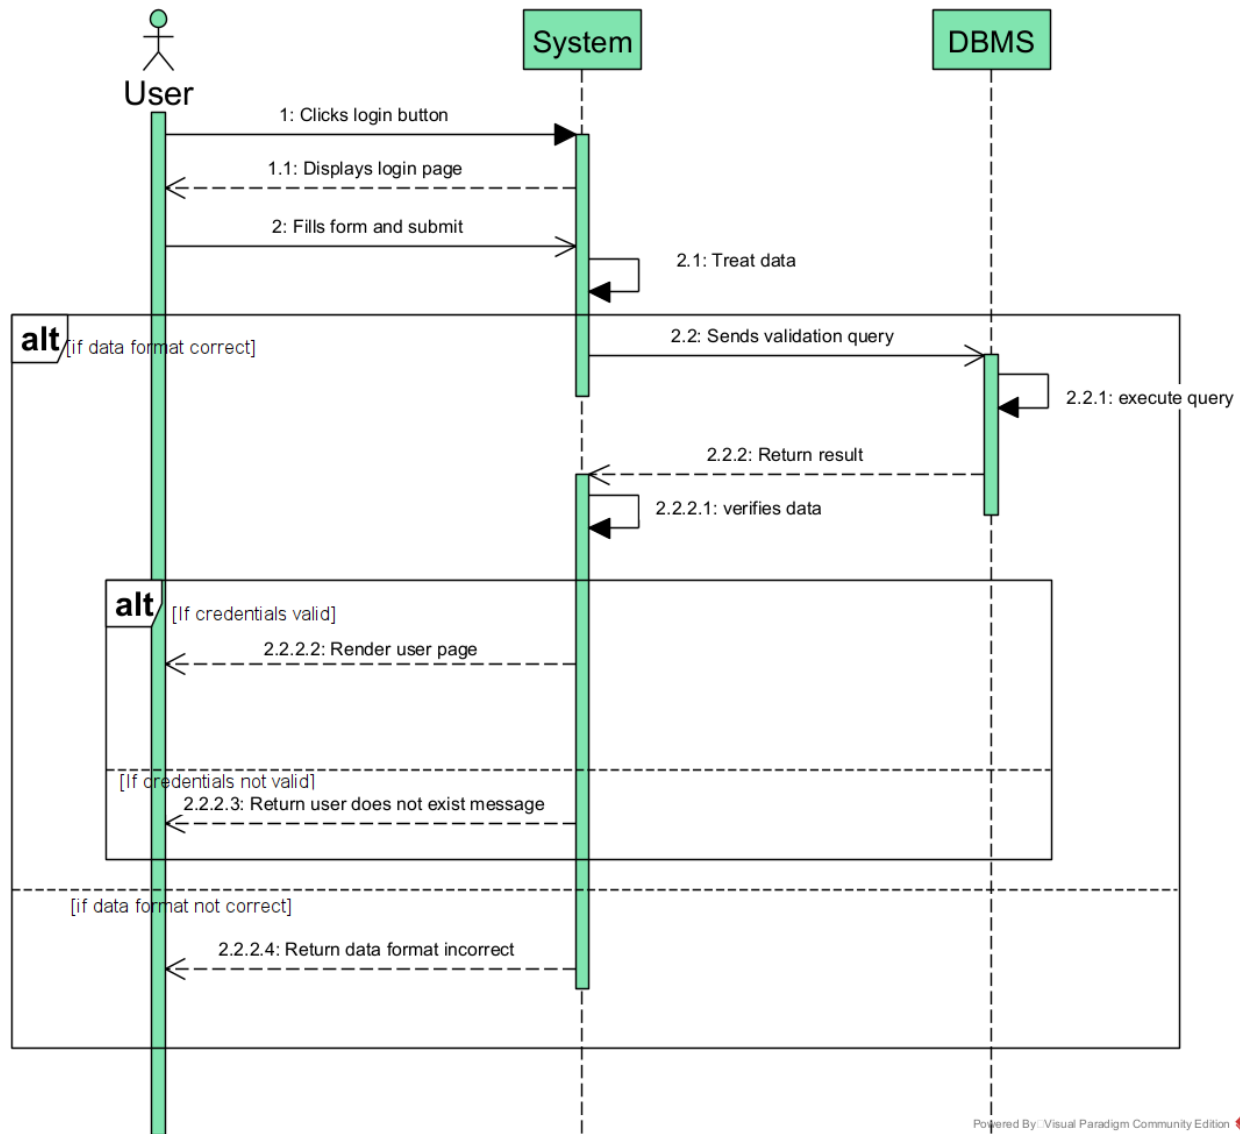 User
System
DBMS
1: Clicks login button
1.1: Displays login page
2: Fills form and submit
2.1: Treat data
alt
[if data format correct]
2.2: Sends validation query
2.2.1: execute query
2.2.2: Return result
2.2.2.1: verifies data
alt
[If credentials valid]
2.2.2.2: Render user page
[If credentials not valid]
2.2.2.3: Return user does not exist message
[if data format not correct]
2.2.2.4: Return data format incorrect
Powered By Visual Paradigm Community Edition